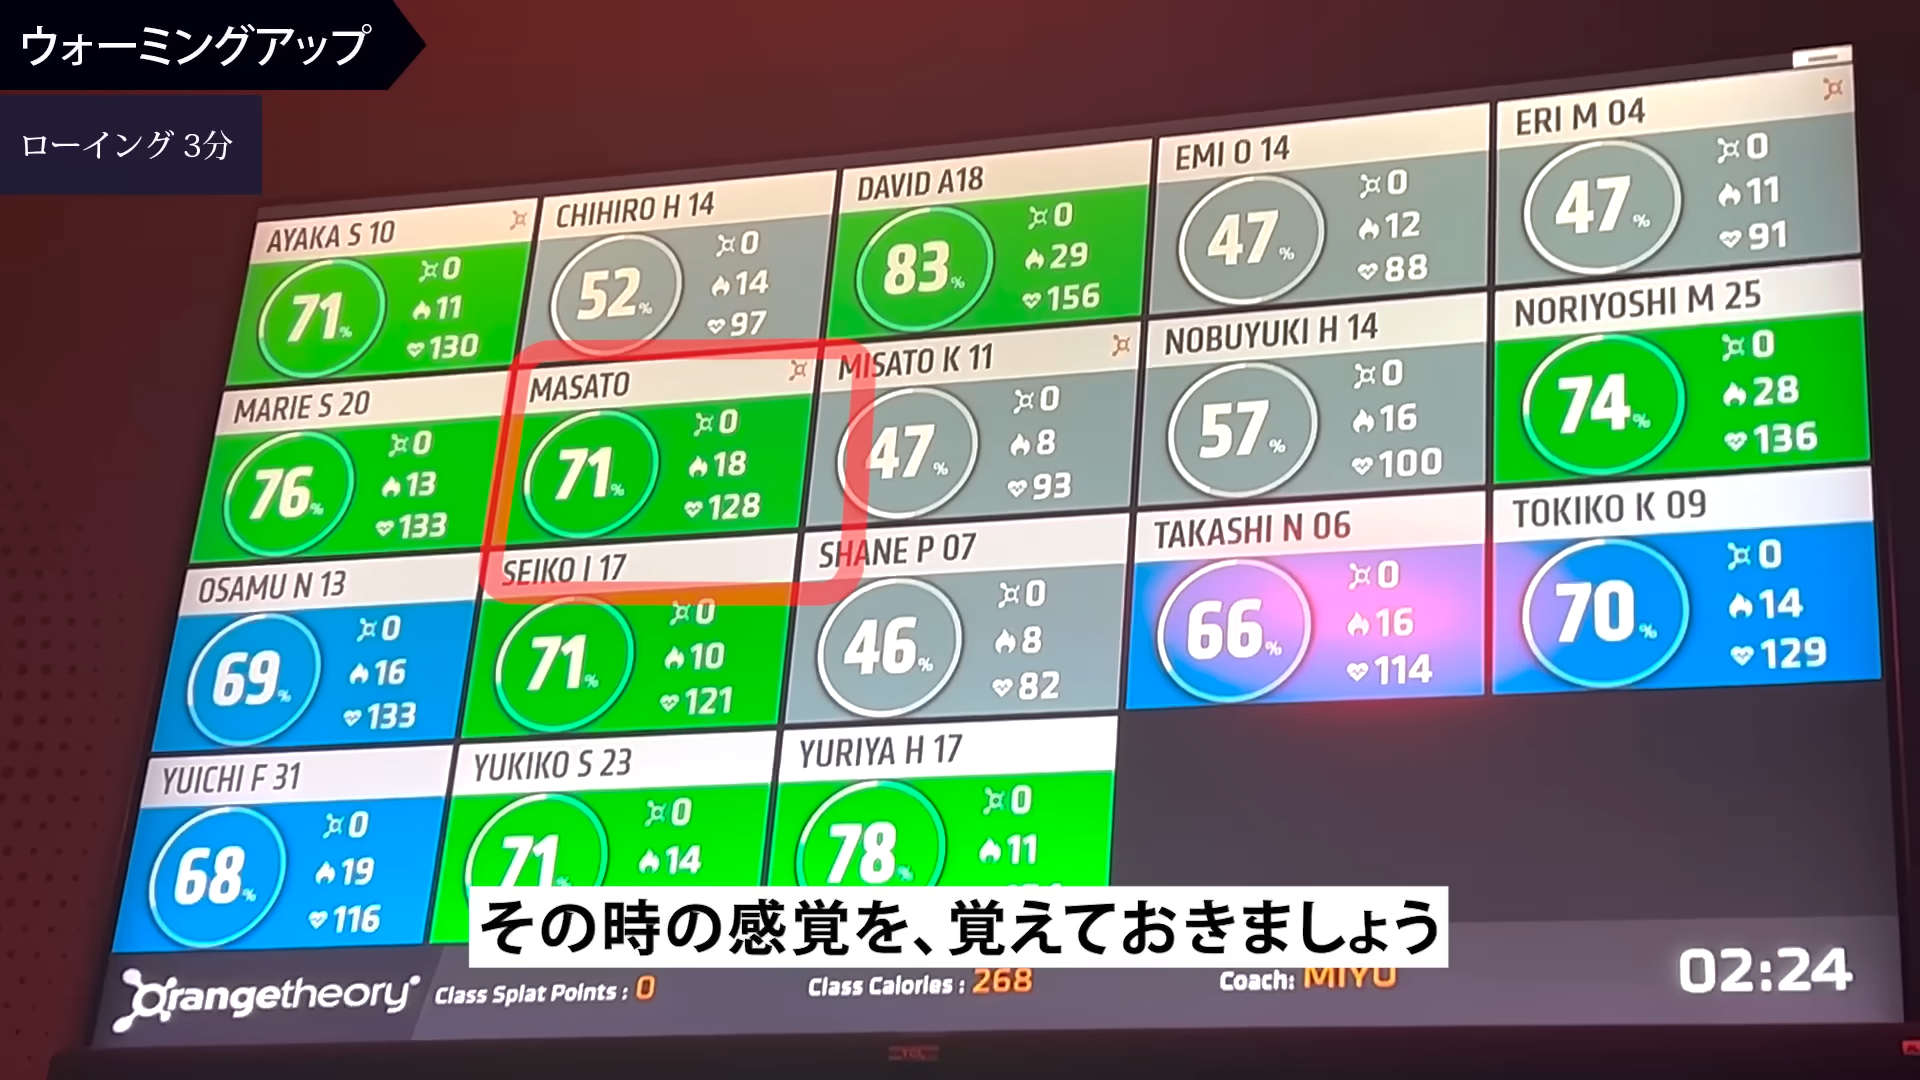 ウォーミングアップ
ローイング 3分
AYAKA S 10
71%
0
11
130
CHIHIRO H 14
52%
0
14
97
DAVID A18
83%
0
29
156
EMI O 14
47%
0
12
88
ERI M 04
47%
0
11
91
MARIE S 20
76%
0
13
133
MASATO
71%
0
18
128
MISATO K 11
47%
0
8
93
NOBUYUKI H 14
57%
0
16
100
NORIYOSHI M 25
74%
0
28
136
OSAMU N 13
69%
0
16
133
SEIKO I 17
71%
0
10
121
SHANE P 07
46%
0
8
82
TAKASHI N 06
66%
0
16
114
TOKIKO K 09
70%
0
14
129
YUICHI F 31
68%
0
19
116
YUKIKO S 23
71%
0
14
YURIYA H 17
78%
0
11
その時の感覚を、覚えておきましょう
Orangetheory
Class Splat Points : 0
Class Calories : 268
Coach: MIYU
02:24
TCL